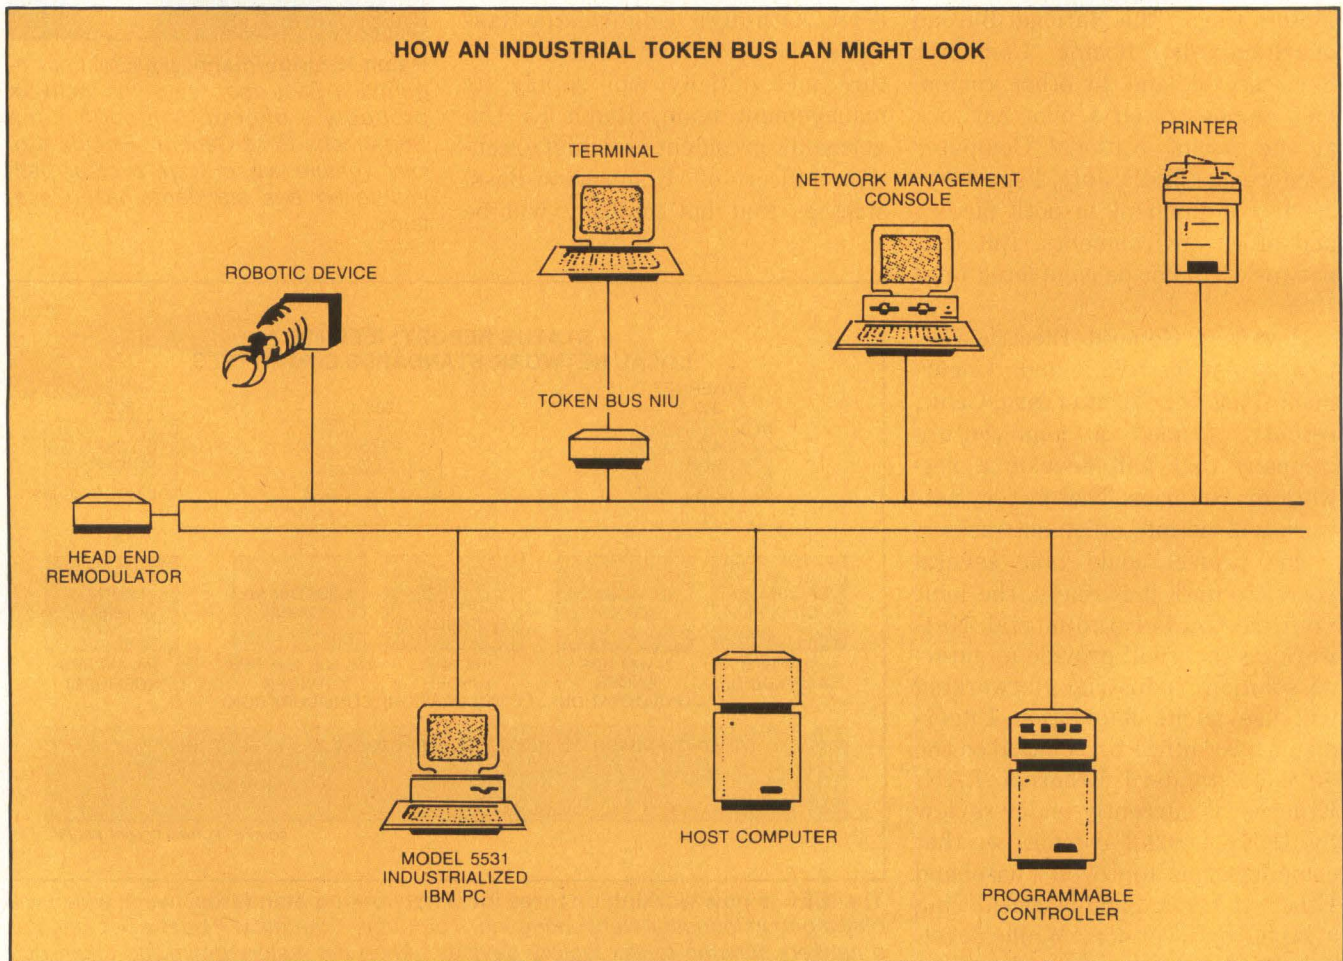 HOW AN INDUSTRIAL TOKEN BUS LAN MIGHT LOOK
PRINTER
TERMINAL
NETWORK MANAGEMENT
CONSOLE
ROBOTIC DEVICE
TOKEN BUS NIU
HEAD END
REMODULATOR
HOST COMPUTER
MODEL 5531
INDUSTRIALIZED
IBM PC
PROGRAMMABLE
CONTROLLER